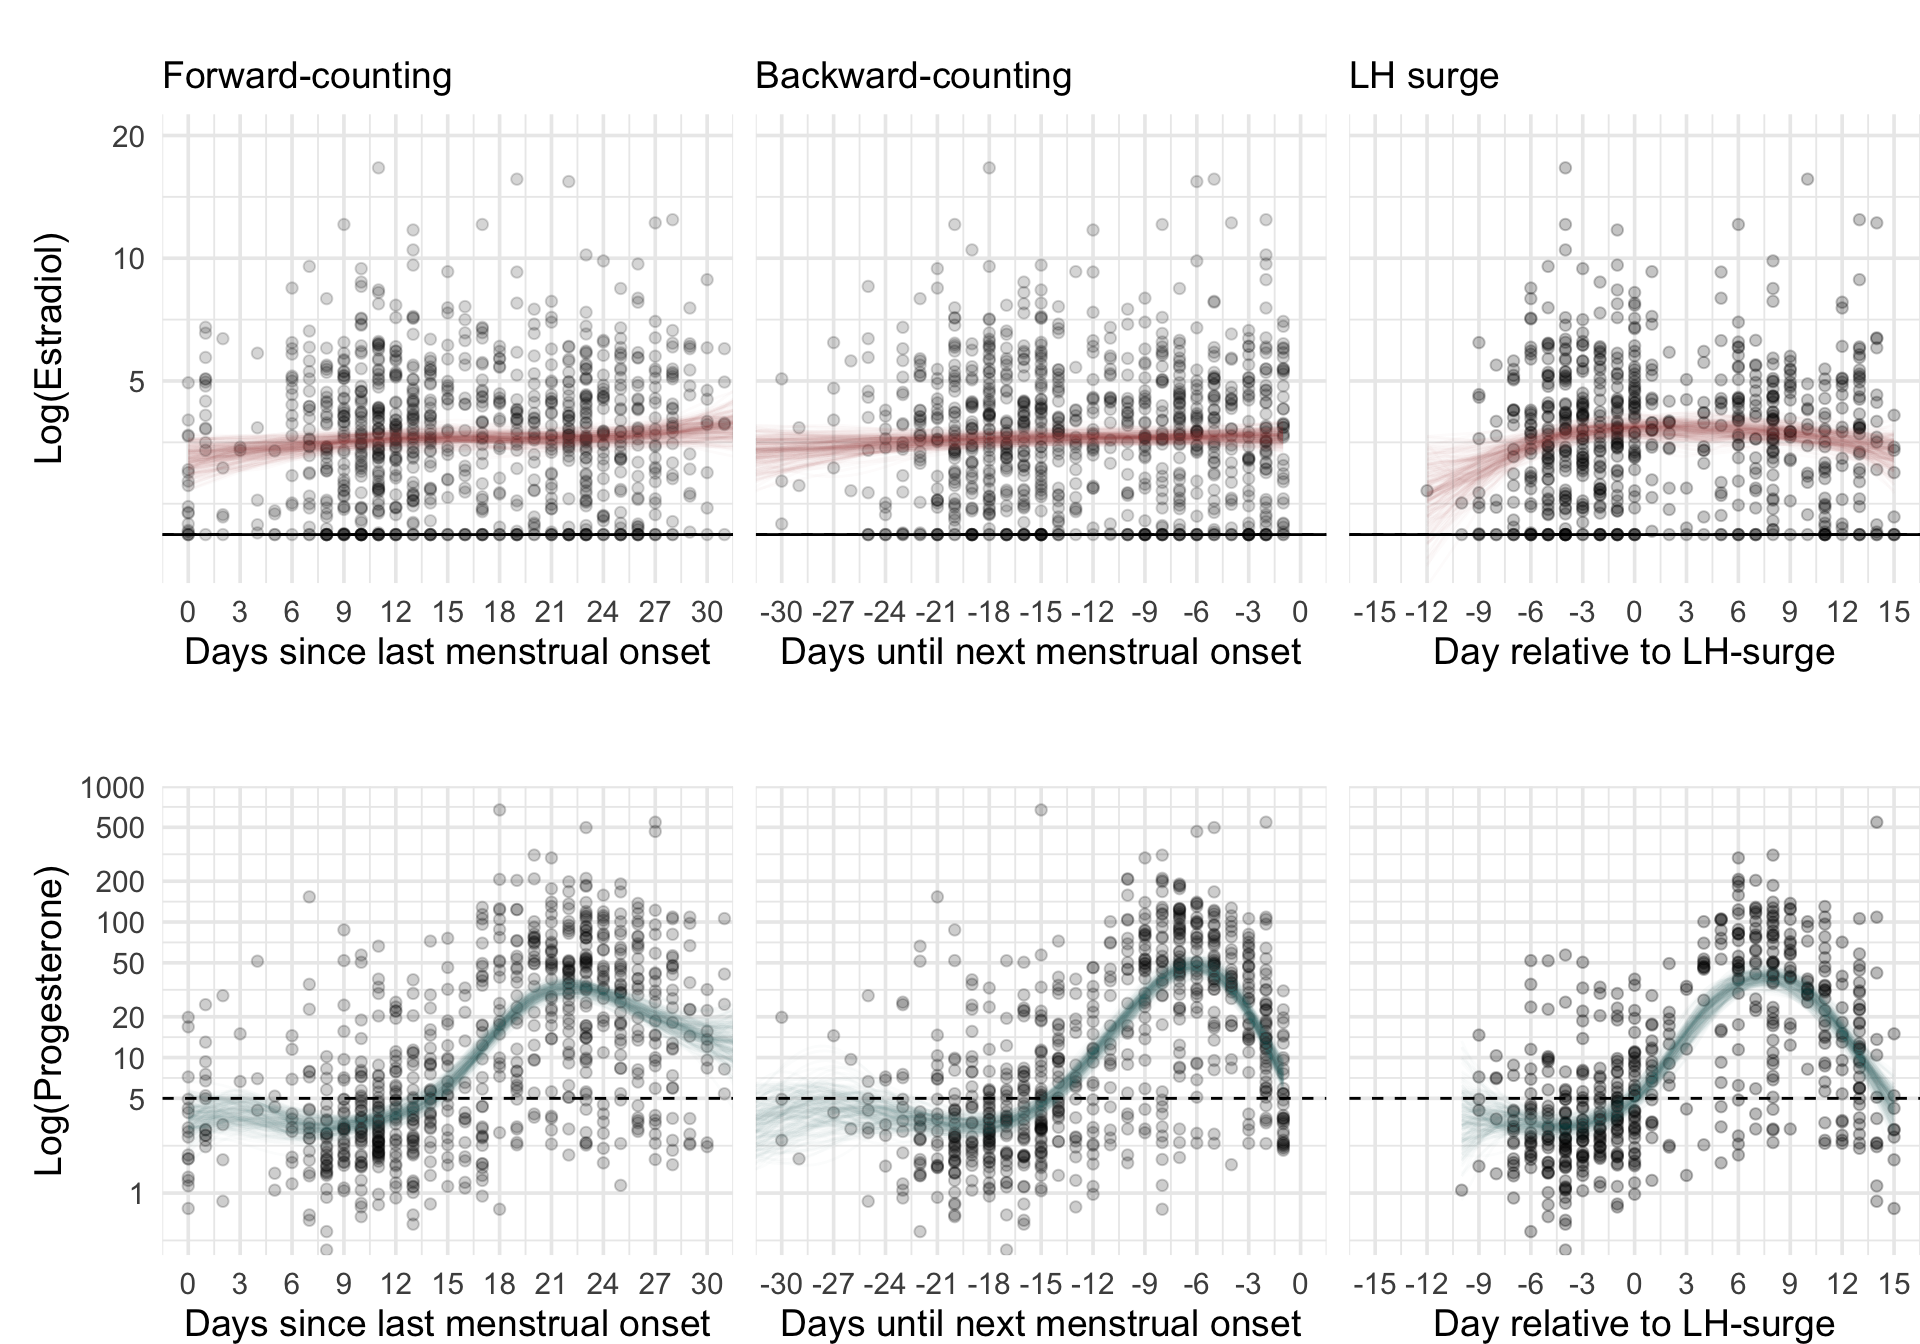 Forward-counting Backward-counting LH surge
20
10
5
Log(Estradiol)
0 3 6 9 12 15 18 21 24 27 30 -30 -27 -24 -21 -18 -15 -12 -9 -6 -3 0 -15 -12 -9 -6 -3 0 3 6 9 12 15
Days since last menstrual onset Days until next menstrual onset Day relative to LH-surge
1000
500
200
100
50
20
10
5
1
Log(Progesterone)
0 3 6 9 12 15 18 21 24 27 30 -30 -27 -24 -21 -18 -15 -12 -9 -6 -3 0 -15 -12 -9 -6 -3 0 3 6 9 12 15
Days since last menstrual onset Days until next menstrual onset Day relative to LH-surge